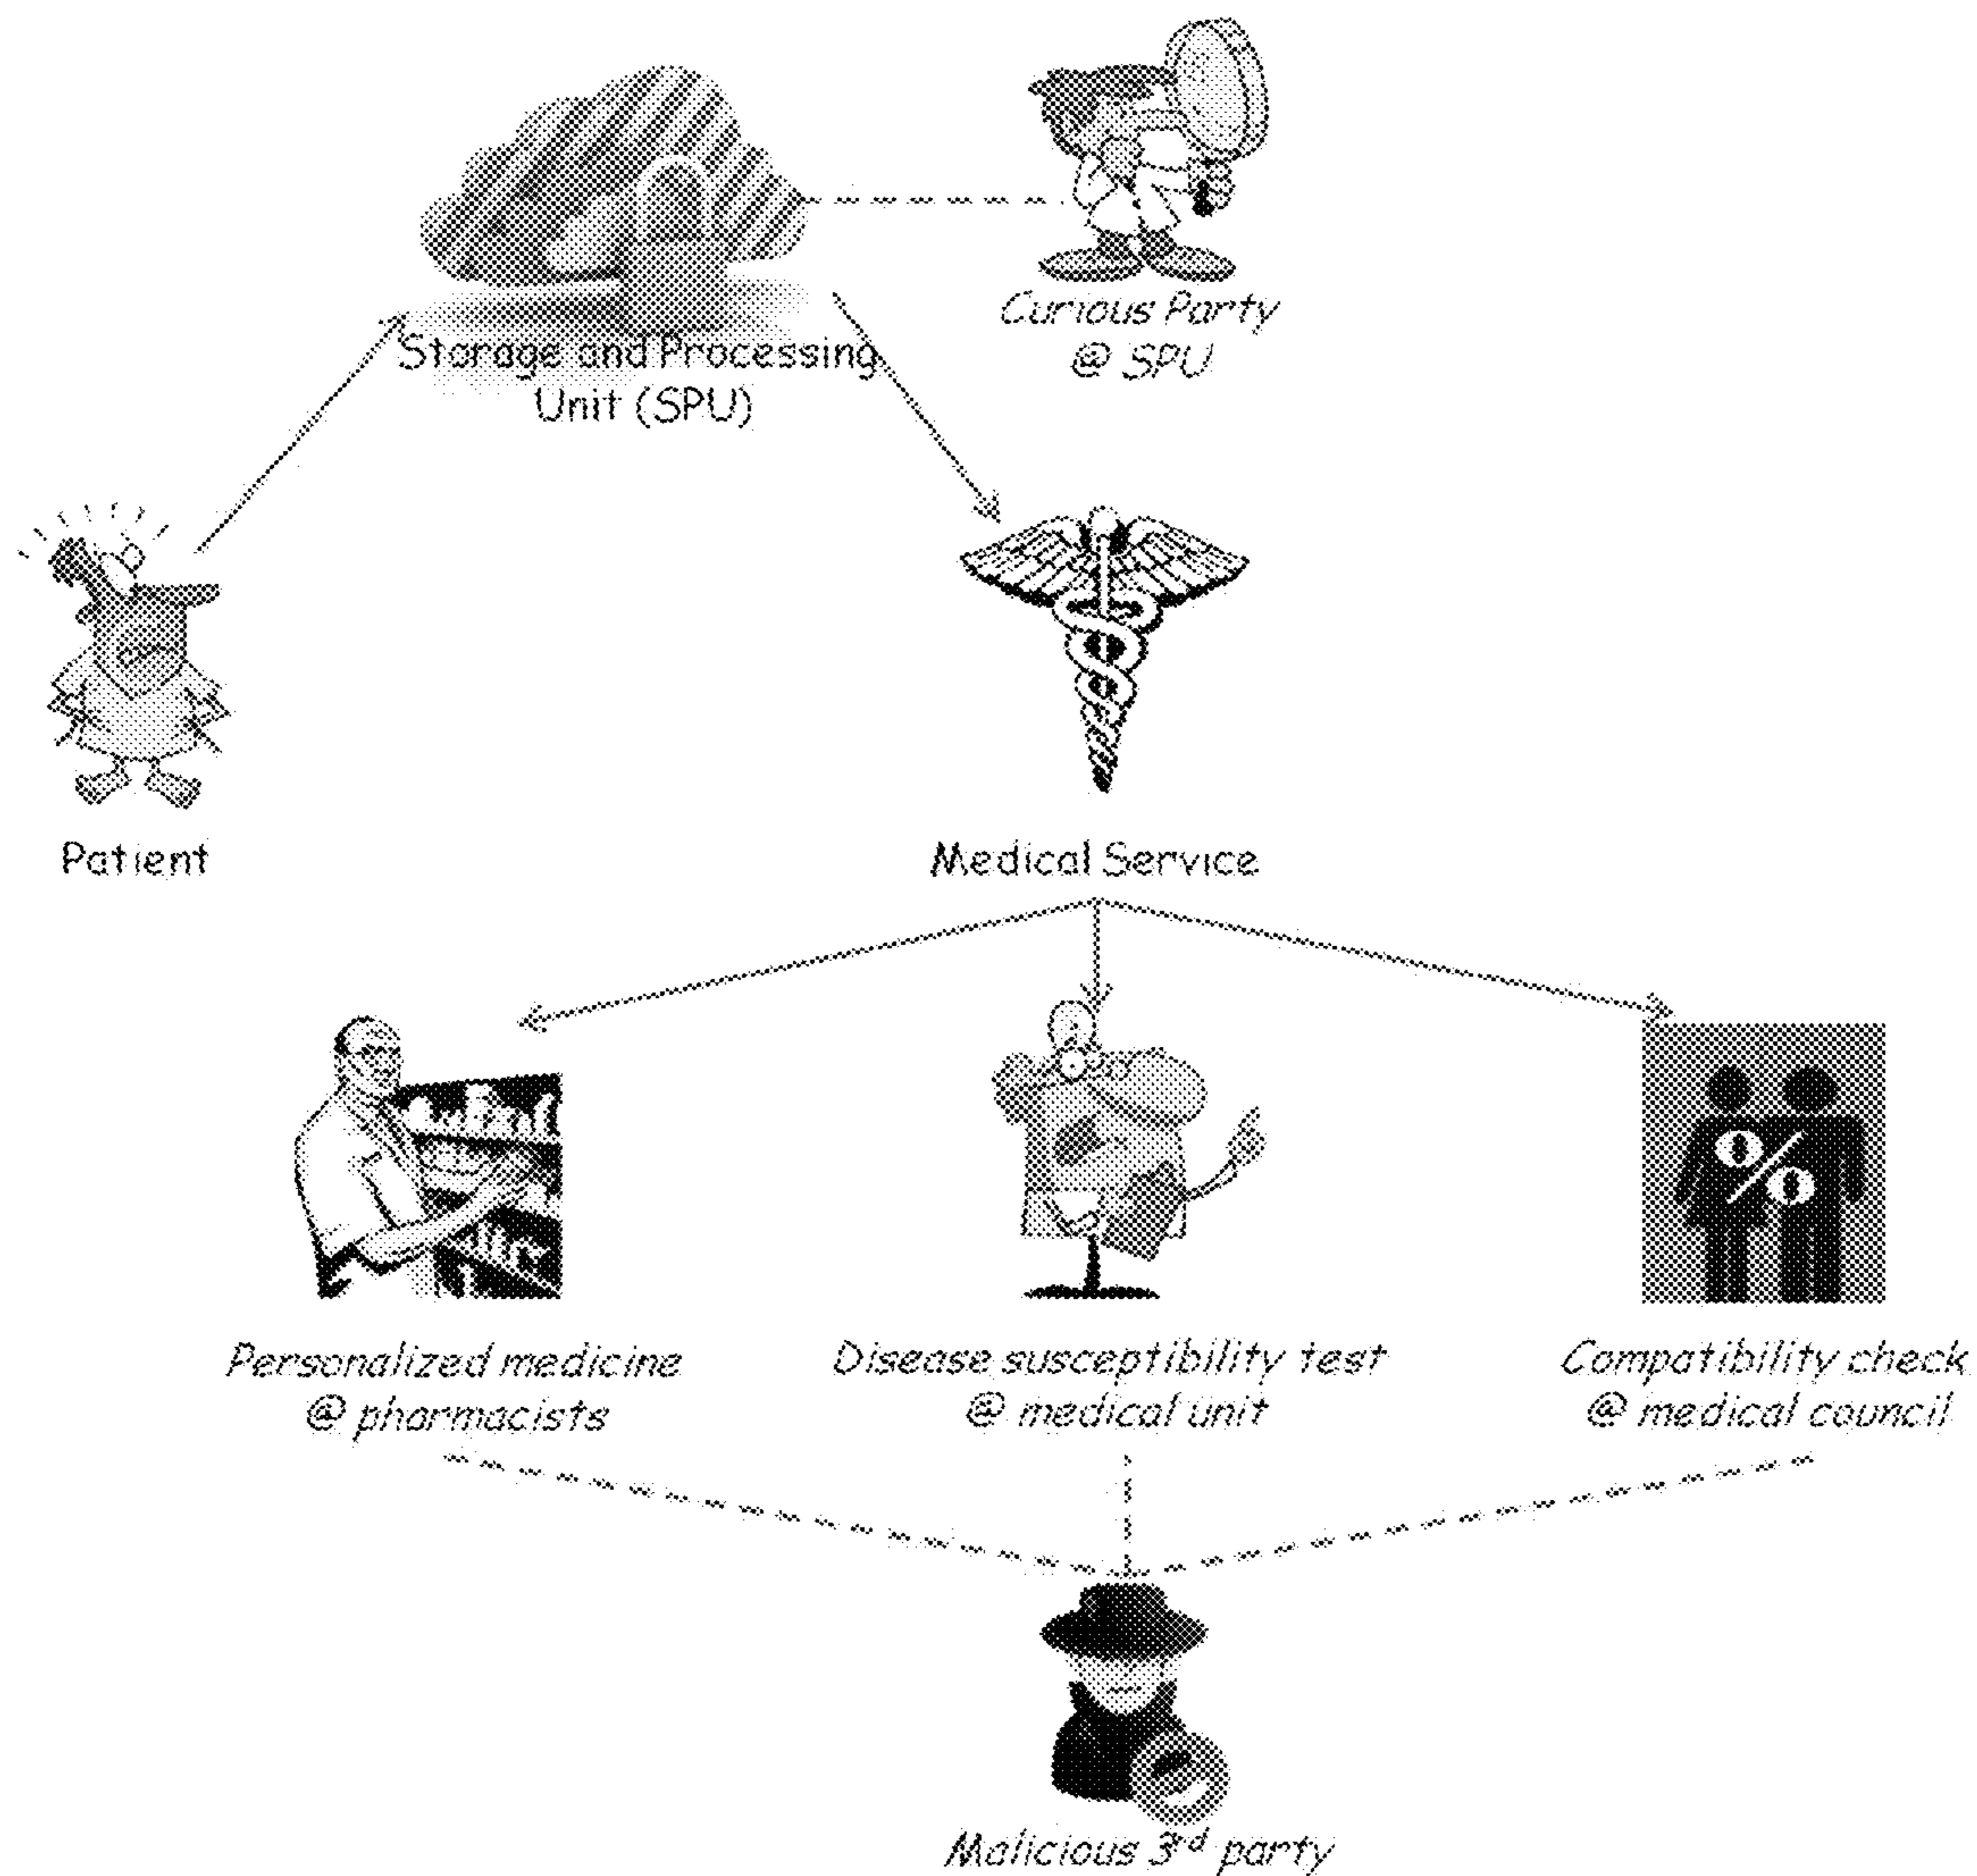 Curious Party
@ SPU
Storage and Processing
Unit (SPU)
Patient
Medical Service
Personalized medicine
@ pharmacists
Disease susceptibility test
@ medical unit
Compatibility check
@ medical council
Malicious 3rd party